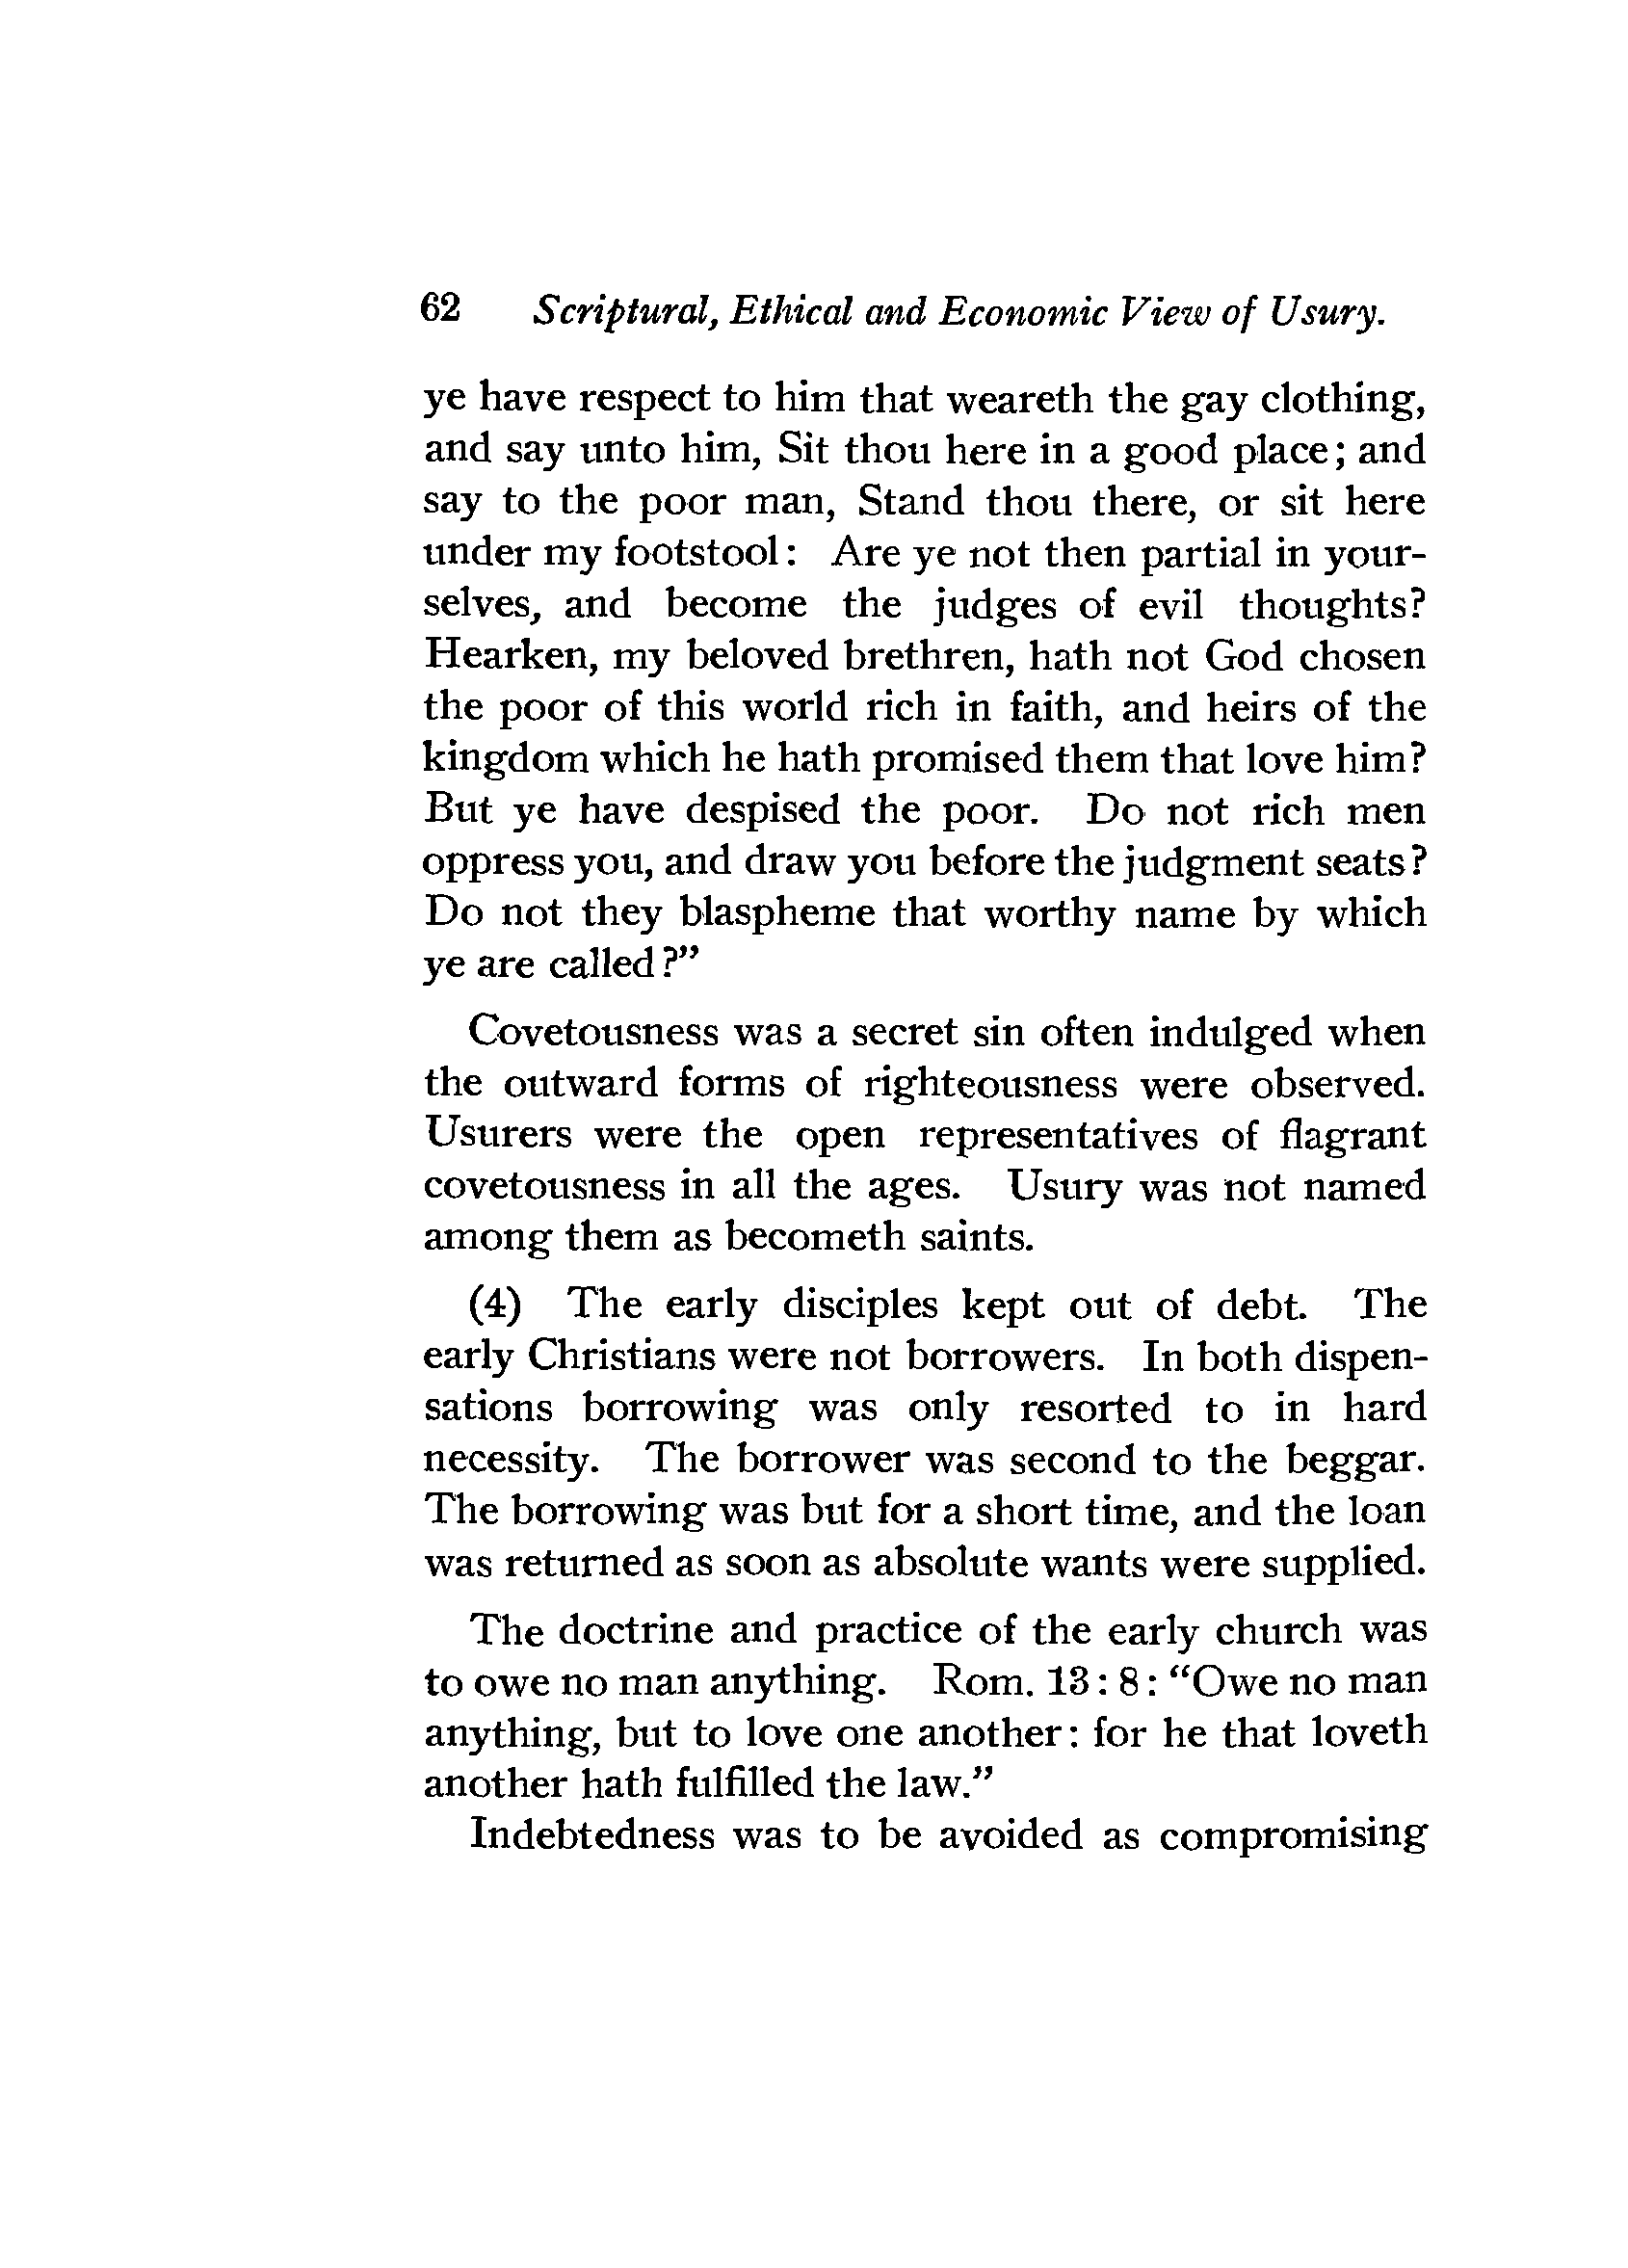 62 Scriptural, Ethical and Economic View of Usury.
ye have respect to him that weareth the gay clothing,
and say unto him, Sit thou here in a good place; and
say to the poor man, Stand thou there, or sit here
under my footstool: Are ye not then partial in your-
selves, and become the judges of evil thoughts?
Hearken, my beloved brethren, hath not God chosen
the poor of this world rich in faith, and heirs of the
kingdom which he hath promised them that love him?
But ye have despised the poor. Do not rich men
oppress you, and draw you before the judgment seats?
Do not they blaspheme that worthy name by which
ye are called?”
Covetousness was a secret sin often indulged when
the outward forms of righteousness were observed.
Usurers were the open representatives of flagrant
covetousness in all the ages. Usury was not named
among them as becometh saints.
(4) The early disciples kept out of debt. The
early Christians were not borrowers. In both dispen-
sations borrowing was only resorted to in hard
necessity. The borrower was second to the beggar.
The borrowing was but for a short time, and the loan
was returned as soon as absolute wants were supplied.
The doctrine and practice of the early church was
to owe no man anything. Rom. 13: 8: “Owe no man
anything, but to love one another: for he that loveth
another hath fulfilled the law.”
Indebtedness was to be avoided as compromising